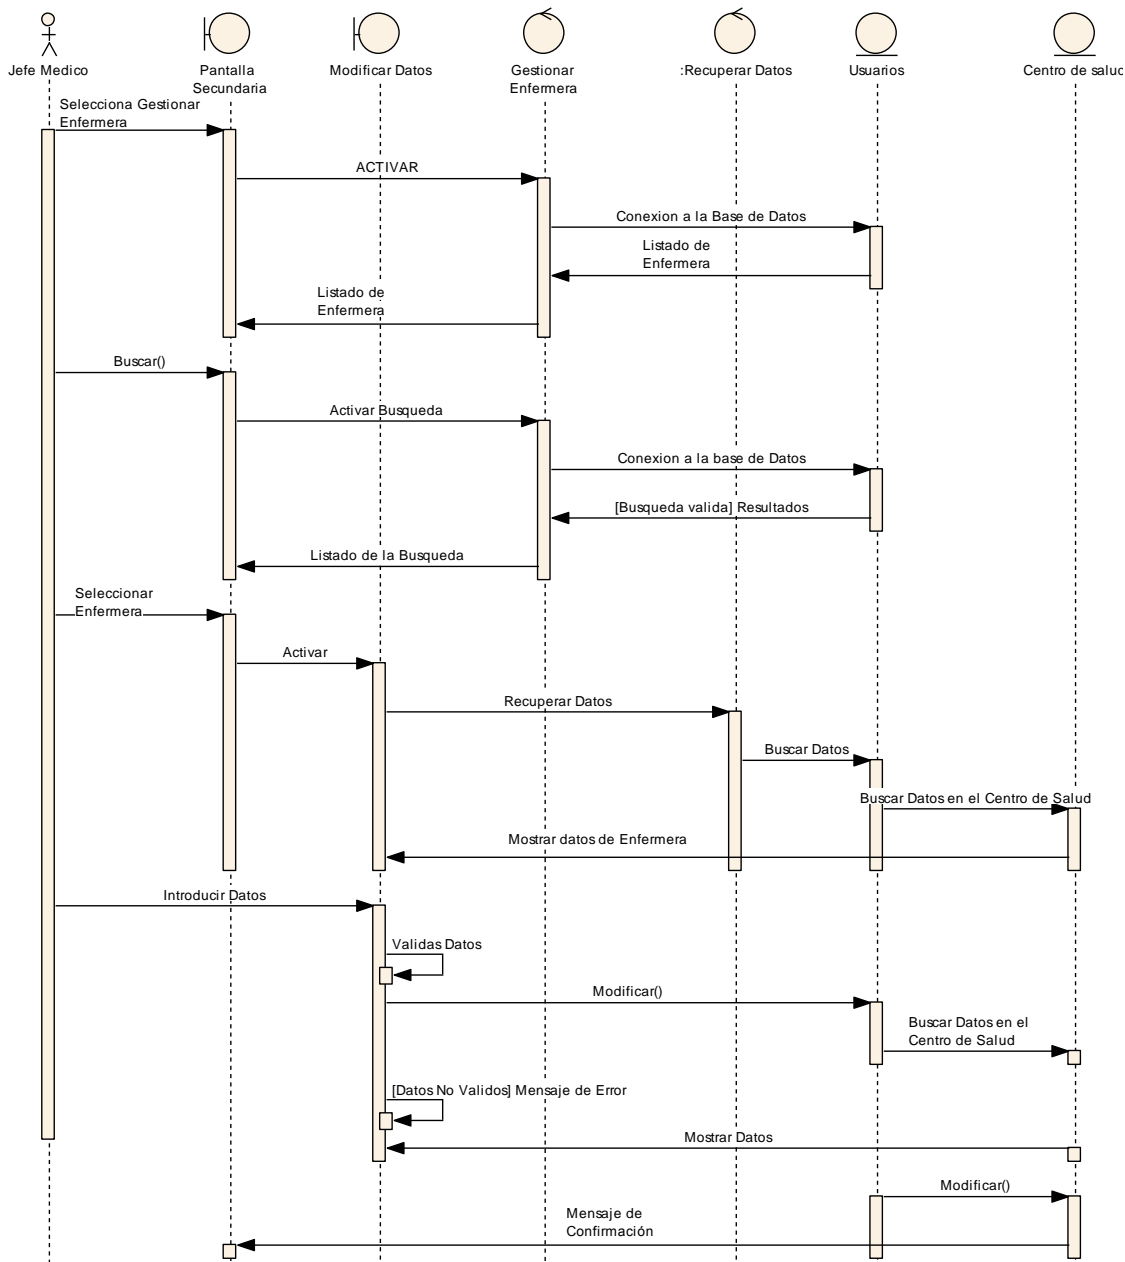 Jefe Medico
Pantalla
Secundaria
Modificar Datos
Gestionar
Enfermera
:Recuperar Datos
Usuarios
Centro de salud
Selecciona Gestionar
Enfermera
ACTIVAR
Conexion a la Base de Datos
Listado de
Enfermera
Listado de
Enfermera
Buscar()
Activar Busqueda
Conexion a la base de Datos
[Busqueda valida] Resultados
Listado de la Busqueda
Seleccionar
Enfermera
Activar
Recuperar Datos
Buscar Datos
Buscar Datos en el Centro de Salud
Mostrar datos de Enfermera
Introducir Datos
Validas Datos
Modificar()
Buscar Datos en el
Centro de Salud
[Datos No Validos] Mensaje de Error
Mostrar Datos
Modificar()
Mensaje de
Confirmación